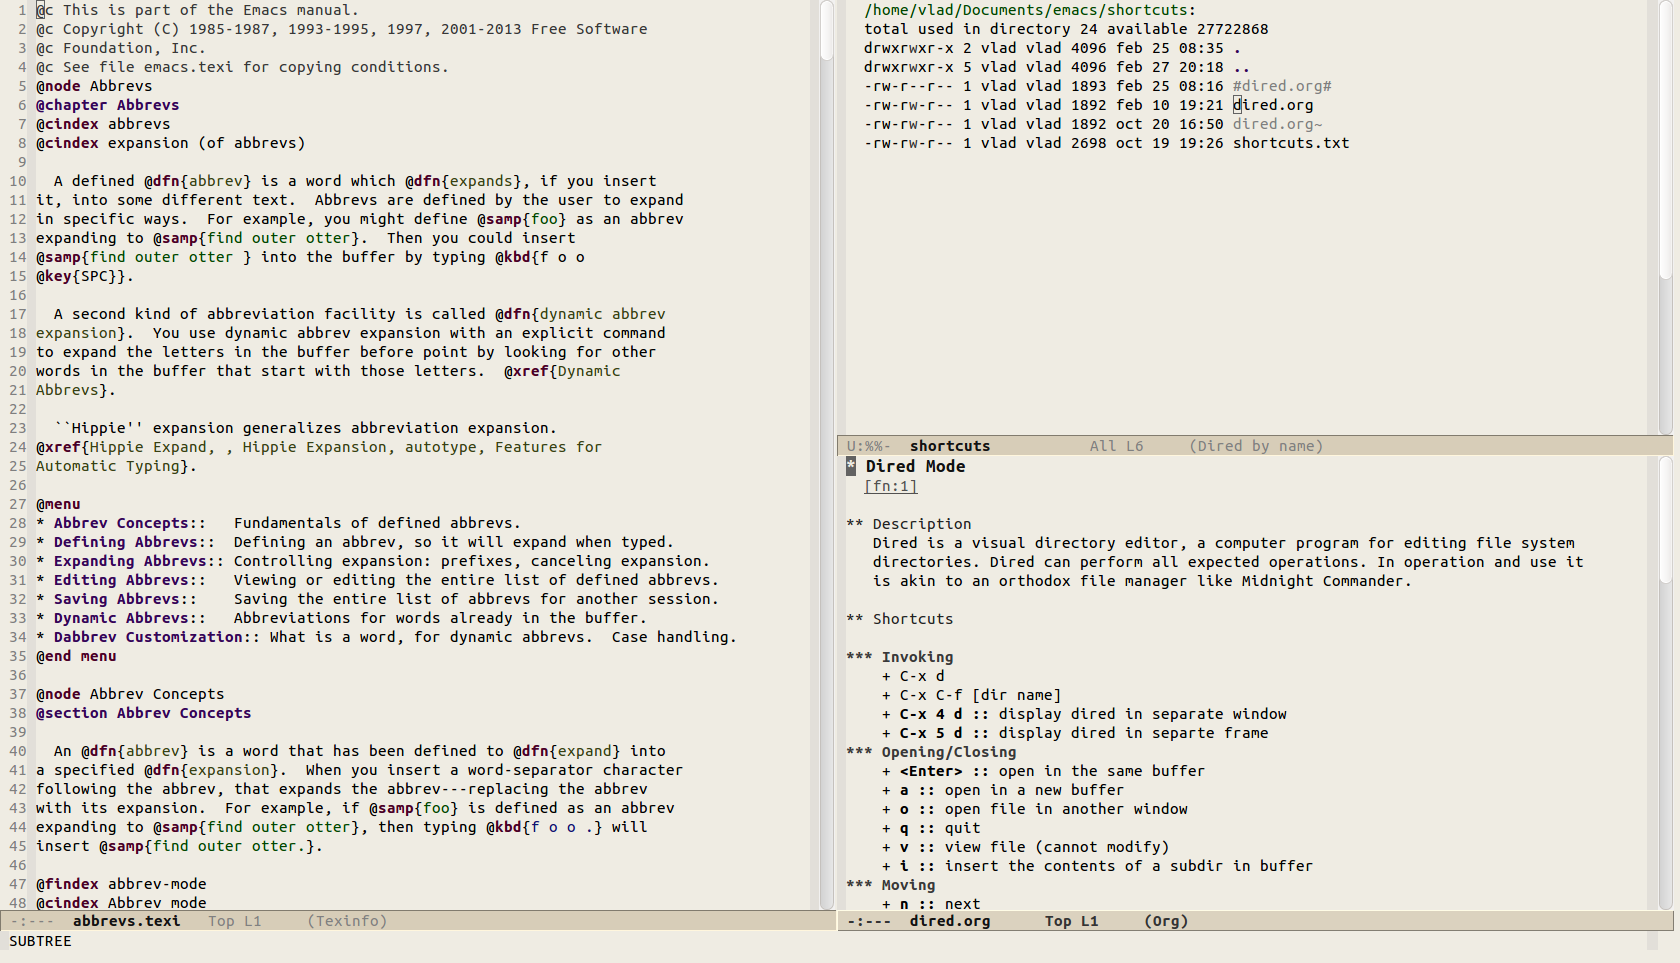 1 @c This is part of the Emacs manual.
2 @c Copyright (C) 1985-1987, 1993-1995, 1997, 2001-2013 Free Software
3 @c Foundation, Inc.
4 @c See file emacs.texi for copying conditions.
5 @node Abbrevs
6 @chapter Abbrevs
7 @cindex abbrevs
8 @cindex expansion (of abbrevs)
9
10   A defined @dfn{abbrev} is a word which @dfn{expands}, if you insert
11 it, into some different text.  Abbrevs are defined by the user to expand
12 in specific ways.  For example, you might define @samp{foo} as an abbrev
13 expanding to @samp{find outer otter}.  Then you could insert
14 @samp{find outer otter } into the buffer by typing @kbd{f o o
15 @key{SPC}}.
16
17   A second kind of abbreviation facility is called @dfn{dynamic abbrev
18 expansion}.  You use dynamic abbrev expansion with an explicit command
19 to expand the letters in the buffer before point by looking for other
20 words in the buffer that start with those letters.  @xref{Dynamic
21 Abbrevs}.
22
23   ``Hippie'' expansion generalizes abbreviation expansion.
24 @xref{Hippie Expand, , Hippie Expansion, autotype, Features for
25 Automatic Typing}.
26
27 @menu
28 * Abbrev Concepts::   Fundamentals of defined abbrevs.
29 * Defining Abbrevs::  Defining an abbrev, so it will expand when typed.
30 * Expanding Abbrevs:: Controlling expansion: prefixes, canceling expansion.
31 * Editing Abbrevs::   Viewing or editing the entire list of defined abbrevs.
32 * Saving Abbrevs::    Saving the entire list of abbrevs for another session.
33 * Dynamic Abbrevs::   Abbreviations for words already in the buffer.
34 * Dabbrev Customization:: What is a word, for dynamic abbrevs.  Case handling.
35 @end menu
36
37 @node Abbrev Concepts
38 @section Abbrev Concepts
39
40   An @dfn{abbrev} is a word that has been defined to @dfn{expand} into
41 a specified @dfn{expansion}.  When you insert a word-separator character
42 following the abbrev, that expands the abbrev---replacing the abbrev
43 with its expansion.  For example, if @samp{foo} is defined as an abbrev
44 expanding to @samp{find outer otter}, then typing @kbd{f o o .} will
45 insert @samp{find outer otter.}.
46
47 @findex abbrev-mode
48 @cindex Abbrev mode
-:---  abbrevs.texi   Top L1     (Texinfo)
/home/vlad/Documents/emacs/shortcuts:
total used in directory 24 available 27722868
drwxrwxr-x 2 vlad vlad 4096 feb 25 08:35 .
drwxrwxr-x 5 vlad vlad 4096 feb 27 20:18 ..
-rw-r--r-- 1 vlad vlad 1893 feb 25 08:16 #dired.org#
-rw-rw-r-- 1 vlad vlad 1892 feb 10 19:21 dired.org
-rw-rw-r-- 1 vlad vlad 1892 oct 20 16:50 dired.org~
-rw-rw-r-- 1 vlad vlad 2698 oct 19 19:26 shortcuts.txt
U:%%-  shortcuts           All L6     (Dired by name)
* Dired Mode
[fn:1]
** Description
Dired is a visual directory editor, a computer program for editing file system
directories. Dired can perform all expected operations. In operation and use it
is akin to an orthodox file manager like Midnight Commander.
** Shortcuts
*** Invoking
+ C-x d
+ C-x C-f [dir name]
+ C-x 4 d :: display dired in separate window
+ C-x 5 d :: display dired in separte frame
*** Opening/Closing
+ <Enter> :: open in the same buffer
+ a :: open in a new buffer
+ o :: open file in another window
+ q :: quit
+ v :: view file (cannot modify)
+ i :: insert the contents of a subdir in buffer
*** Moving
+ n :: next
-:---  dired.org      Top L1     (Org)
SUBTREE